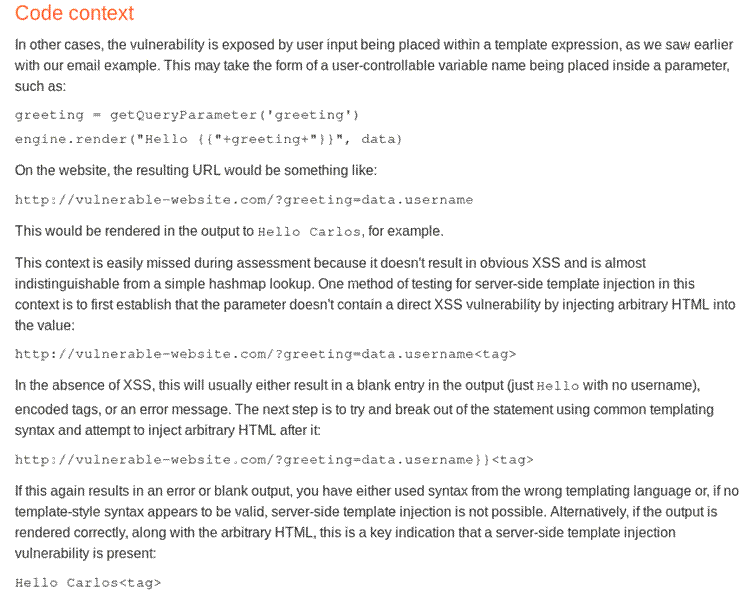 Code context
In other cases, the vulnerability is exposed by user input being placed within a template expression, as we saw earlier
with our email example. This may take the form of a user-controllable variable name being placed inside a parameter,
such as:
greeting = getQueryParameter('greeting')
engine.render("Hello {{"+greeting+"}}", data)
On the website, the resulting URL would be something like:
http://vulnerable-website.com/?greeting=data.username
This would be rendered in the output to Hello Carlos, for example.
This context is easily missed during assessment because it doesn't result in obvious XSS and is almost
indistinguishable from a simple hashmap lookup. One method of testing for server-side template injection in this
context is to first establish that the parameter doesn't contain a direct XSS vulnerability by injecting arbitrary HTML into
the value:
http://vulnerable-website.com/?greeting=data.username<tag>
In the absence of XSS, this will usually either result in a blank entry in the output (just Hello with no username),
encoded tags, or an error message. The next step is to try and break out of the statement using common templating
syntax and attempt to inject arbitrary HTML after it:
http://vulnerable-website.com/?greeting=data.username}}<tag>
If this again results in an error or blank output, you have either used syntax from the wrong templating language or, if no
template-style syntax appears to be valid, server-side template injection is not possible. Alternatively, if the output is
rendered correctly, along with the arbitrary HTML, this is a key indication that a server-side template injection
vulnerability is present:
Hello Carlos<tag>